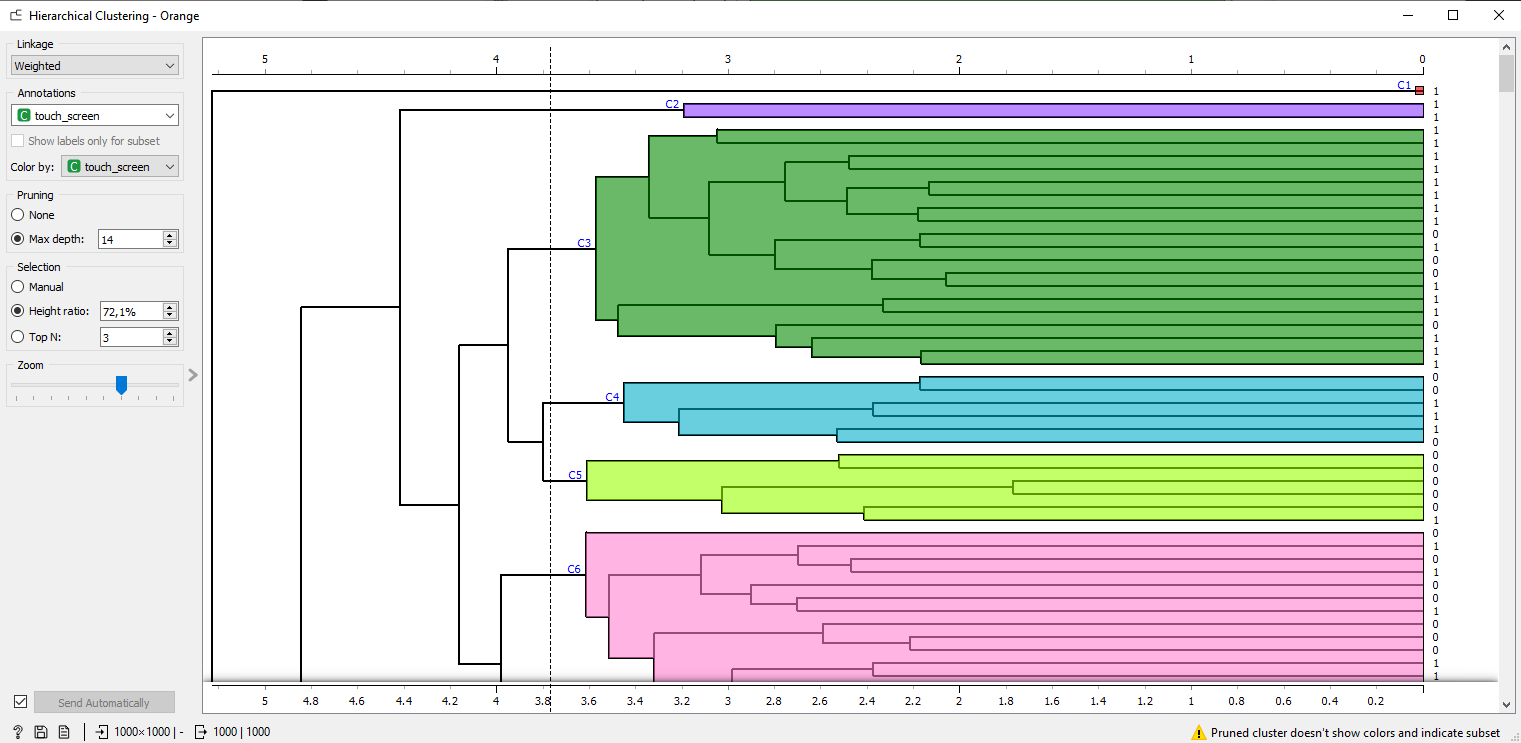 Hierarchical Clustering - Orange
Linkage
Weighted
Annotations
C touch_screen
Show labels only for subset
Color by: C touch_screen
Pruning
None
Max depth: 14
Selection
Manual
Height ratio: 72,1%
Top N: 3
Zoom
Send Automatically
5 4 3 2 1 0
C1 1
C2 1
1
1
1
1
1
1
1
1
1
0
C3 1
0
0
1
1
1
0
1
1
1
0
0
C4 1
1
1
0
0
0
C5 0
0
0
1
0
1
0
C6 1
0
0
1
0
0
0
1
1
5 4.8 4.6 4.4 4.2 4 3.8 3.6 3.4 3.2 3 2.8 2.6 2.4 2.2 2 1.8 1.6 1.4 1.2 1 0.8 0.6 0.4 0.2
? 1000×1000 | - 1000 | 1000
Pruned cluster doesn't show colors and indicate subset